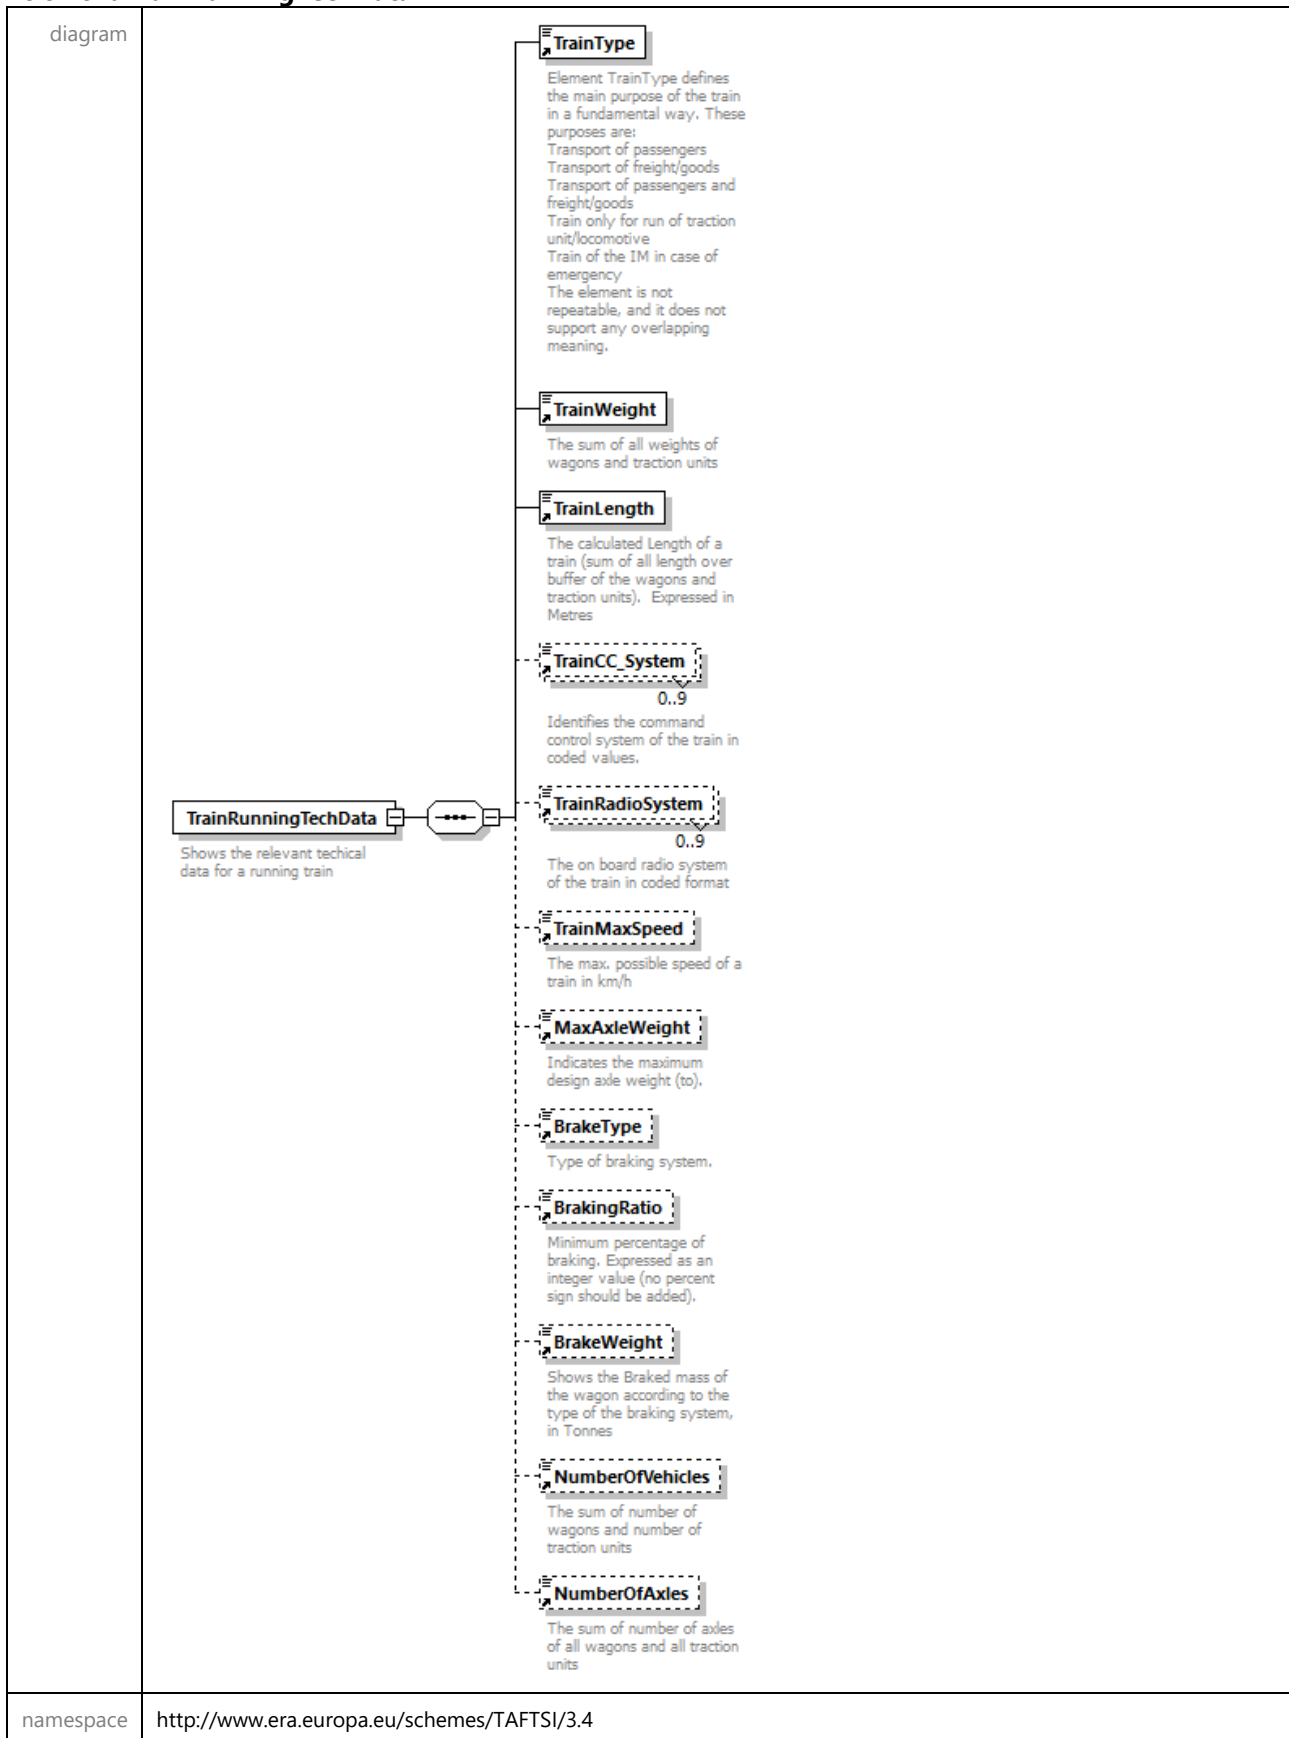 diagram
TrainType
Element TrainType defines
the main purpose of the train
in a fundamental way. These
purposes are:
Transport of passengers
Transport of freight/goods
Transport of passengers and
freight/goods
Train only for run of traction
unit/locomotive
Train of the IM in case of
emergency
The element is not
repeatable, and it does not
support any overlapping
meaning.
TrainWeight
The sum of all weights of
wagons and traction units
TrainLength
The calculated Length of a
train (sum of all length over
buffer of the wagons and
traction units). Expressed in
Metres
TrainCC_System
0..9
Identifies the command
control system of the train in
coded values.
TrainRadioSystem
0..9
The on board radio system
of the train in coded format
TrainRunningTechData
Shows the relevant techical
data for a running train
TrainMaxSpeed
The max. possible speed of a
train in km/h
MaxAxleWeight
Indicates the maximum
design axle weight (to).
BrakeType
Type of braking system.
BrakingRatio
Minimum percentage of
braking. Expressed as an
integer value (no percent
sign should be added).
BrakeWeight
Shows the Braked mass of
the wagon according to the
type of the braking system,
in Tonnes
NumberOfVehicles
The sum of number of
wagons and number of
traction units
NumberOfAxles
The sum of number of axles
of all wagons and all traction
units
namespace
http://www.era.europa.eu/schemes/TAFTSI/3.4